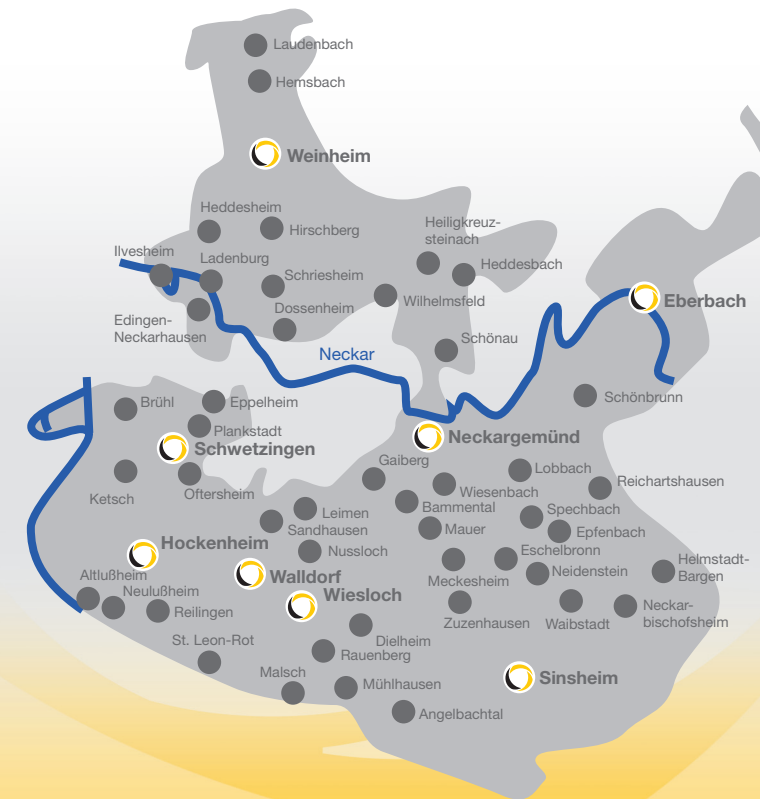 Laudenbach
Hemsbach
Weinheim
Heddesheim
Hirschberg
Heiligkreuz-
steinach
Ilvesheim
Ladenburg
Heddesbach
Schriesheim
Wilhelmsfeld
Eberbach
Dossenheim
Edingen-
Neckarhausen
Schönau
Neckar
Schönbrunn
Brühl
Eppelheim
Plankstadt
Neckargemünd
Schwetzingen
Gaiberg
Lobbach
Reichartshausen
Ketsch
Oftersheim
Wiesenbach
Bammental
Leimen
Spechbach
Sandhausen
Mauer
Epfenbach
Hockenheim
Nussloch
Eschelbronn
Helmstadt-
Bargen
Altlußheim
Walldorf
Meckesheim
Neidenstein
Neulußheim
Wiesloch
Reilingen
Zuzenhausen
Waibstadt
Neckar-
bischofsheim
St. Leon-Rot
Dielheim
Rauenberg
Malsch
Mühlhausen
Sinsheim
Angelbachtal